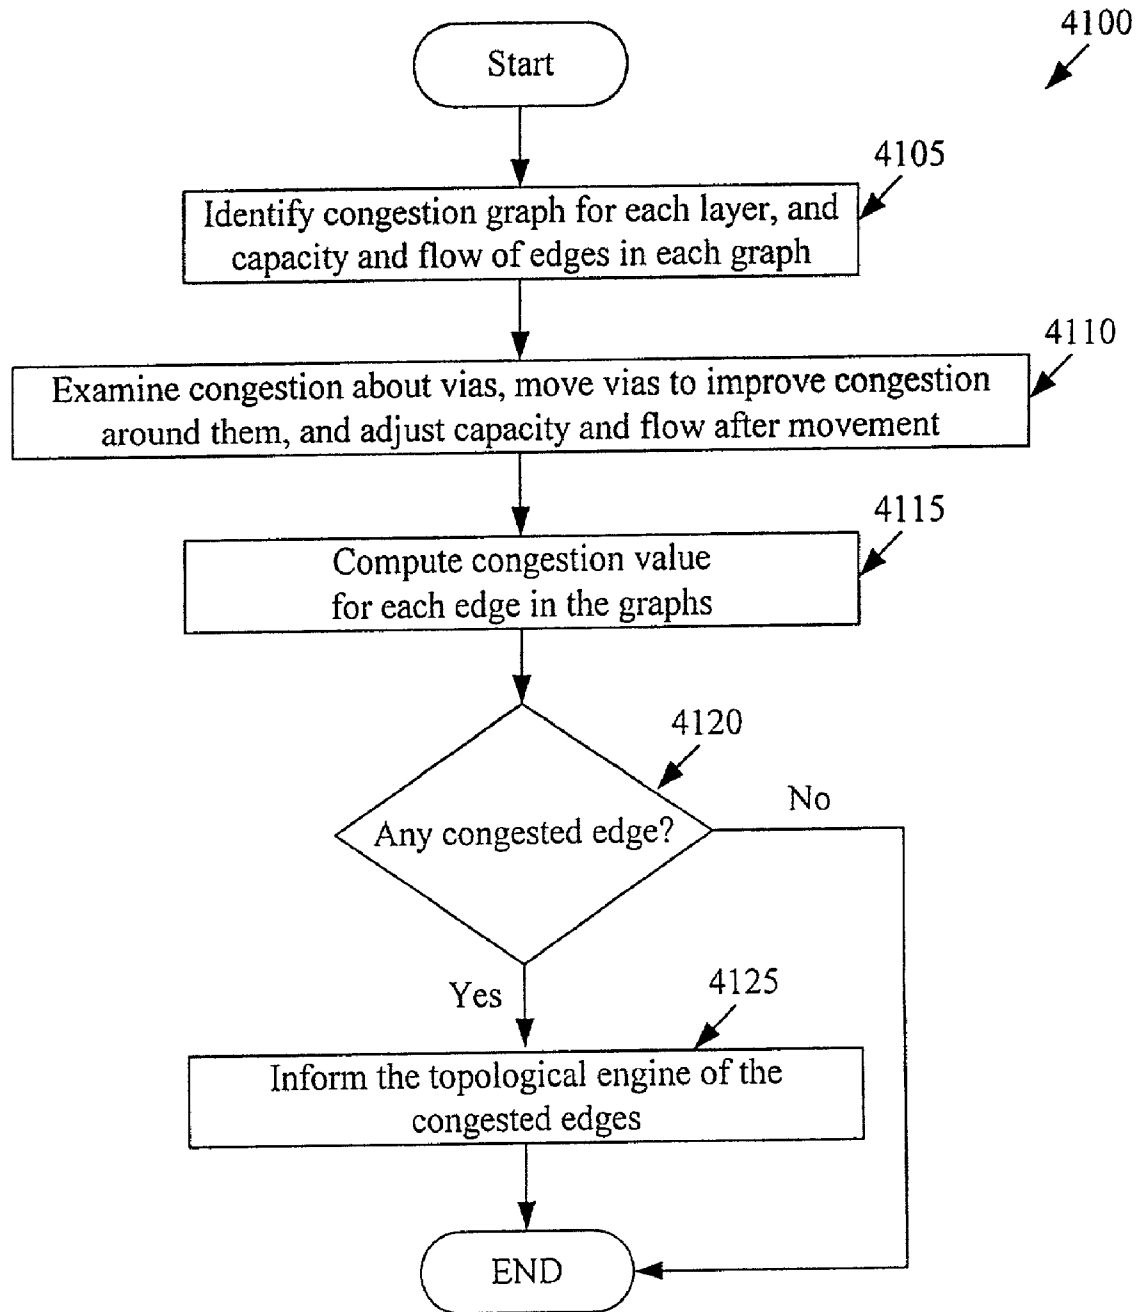 4100
Start
4105
Identify congestion graph for each layer, and
capacity and flow of edges in each graph
4110
Examine congestion about vias, move vias to improve congestion
around them, and adjust capacity and flow after movement
4115
Compute congestion value
for each edge in the graphs
4120
No
Any congested edge?
Yes
4125
Inform the topological engine of the
congested edges
END